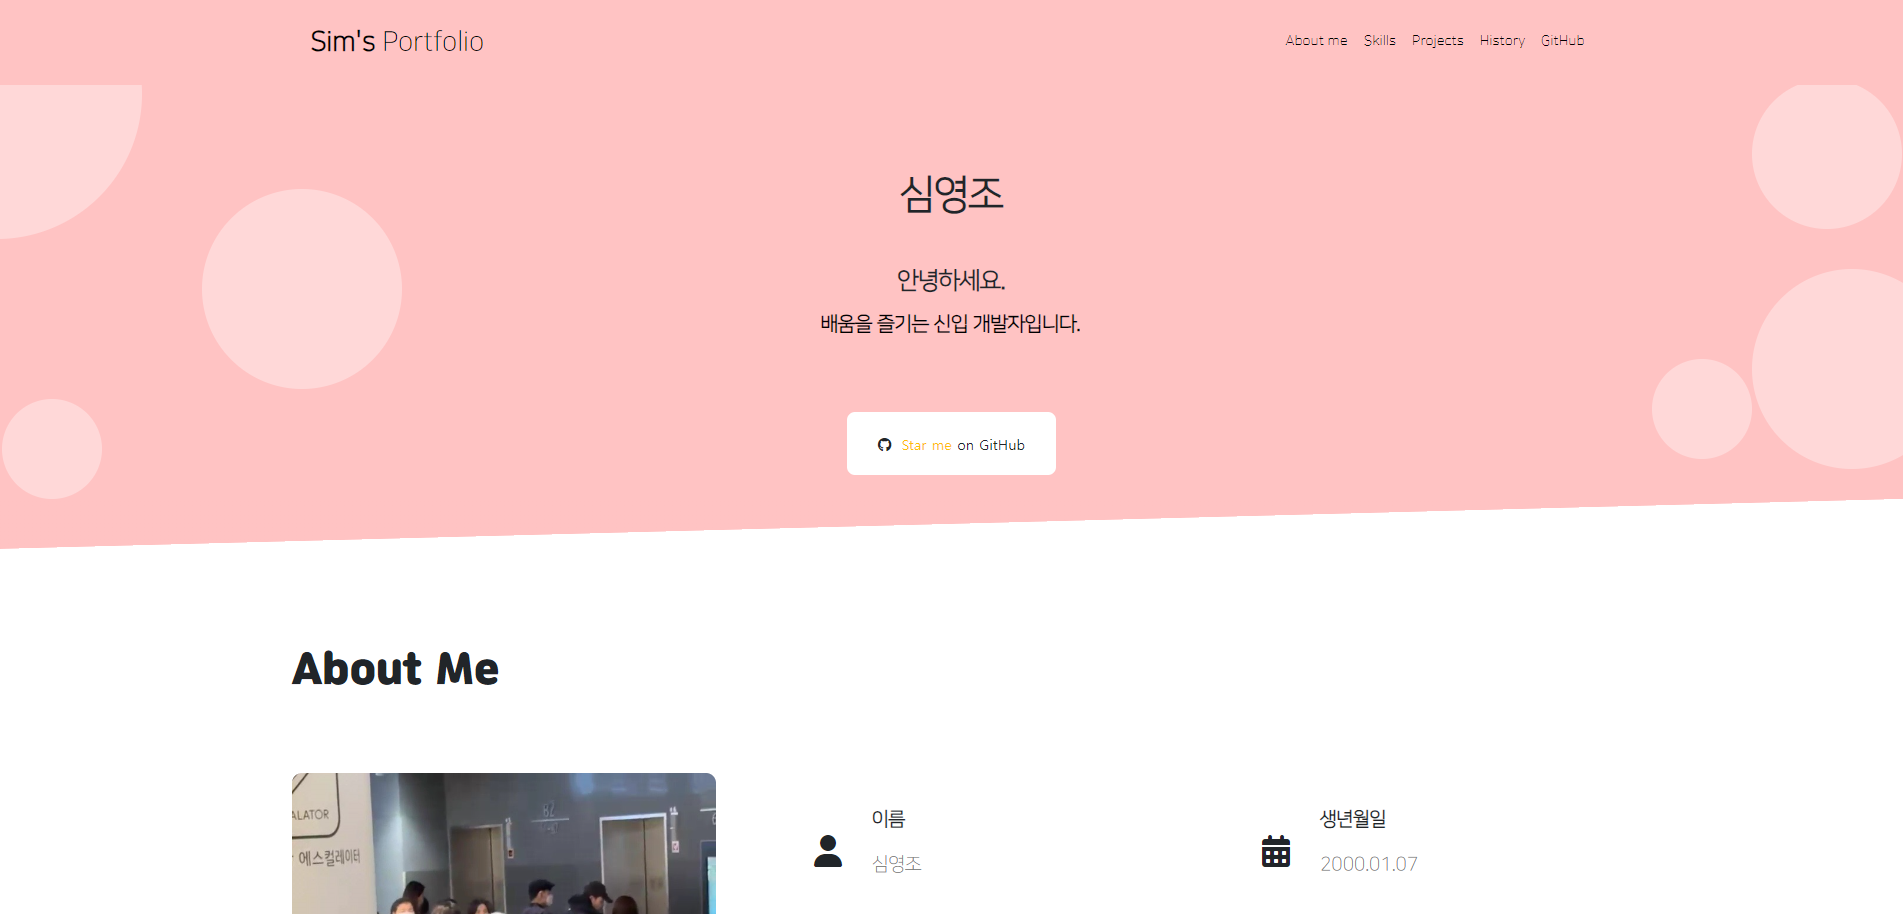 Sim's Portfolio
About me Skills Projects History GitHub
심영조
안녕하세요.
배움을 즐기는 신입 개발자입니다.
Star me on GitHub
About Me
ALATOR
에스컬레이터
B2
이름
심영조
생년월일
2000.01.07